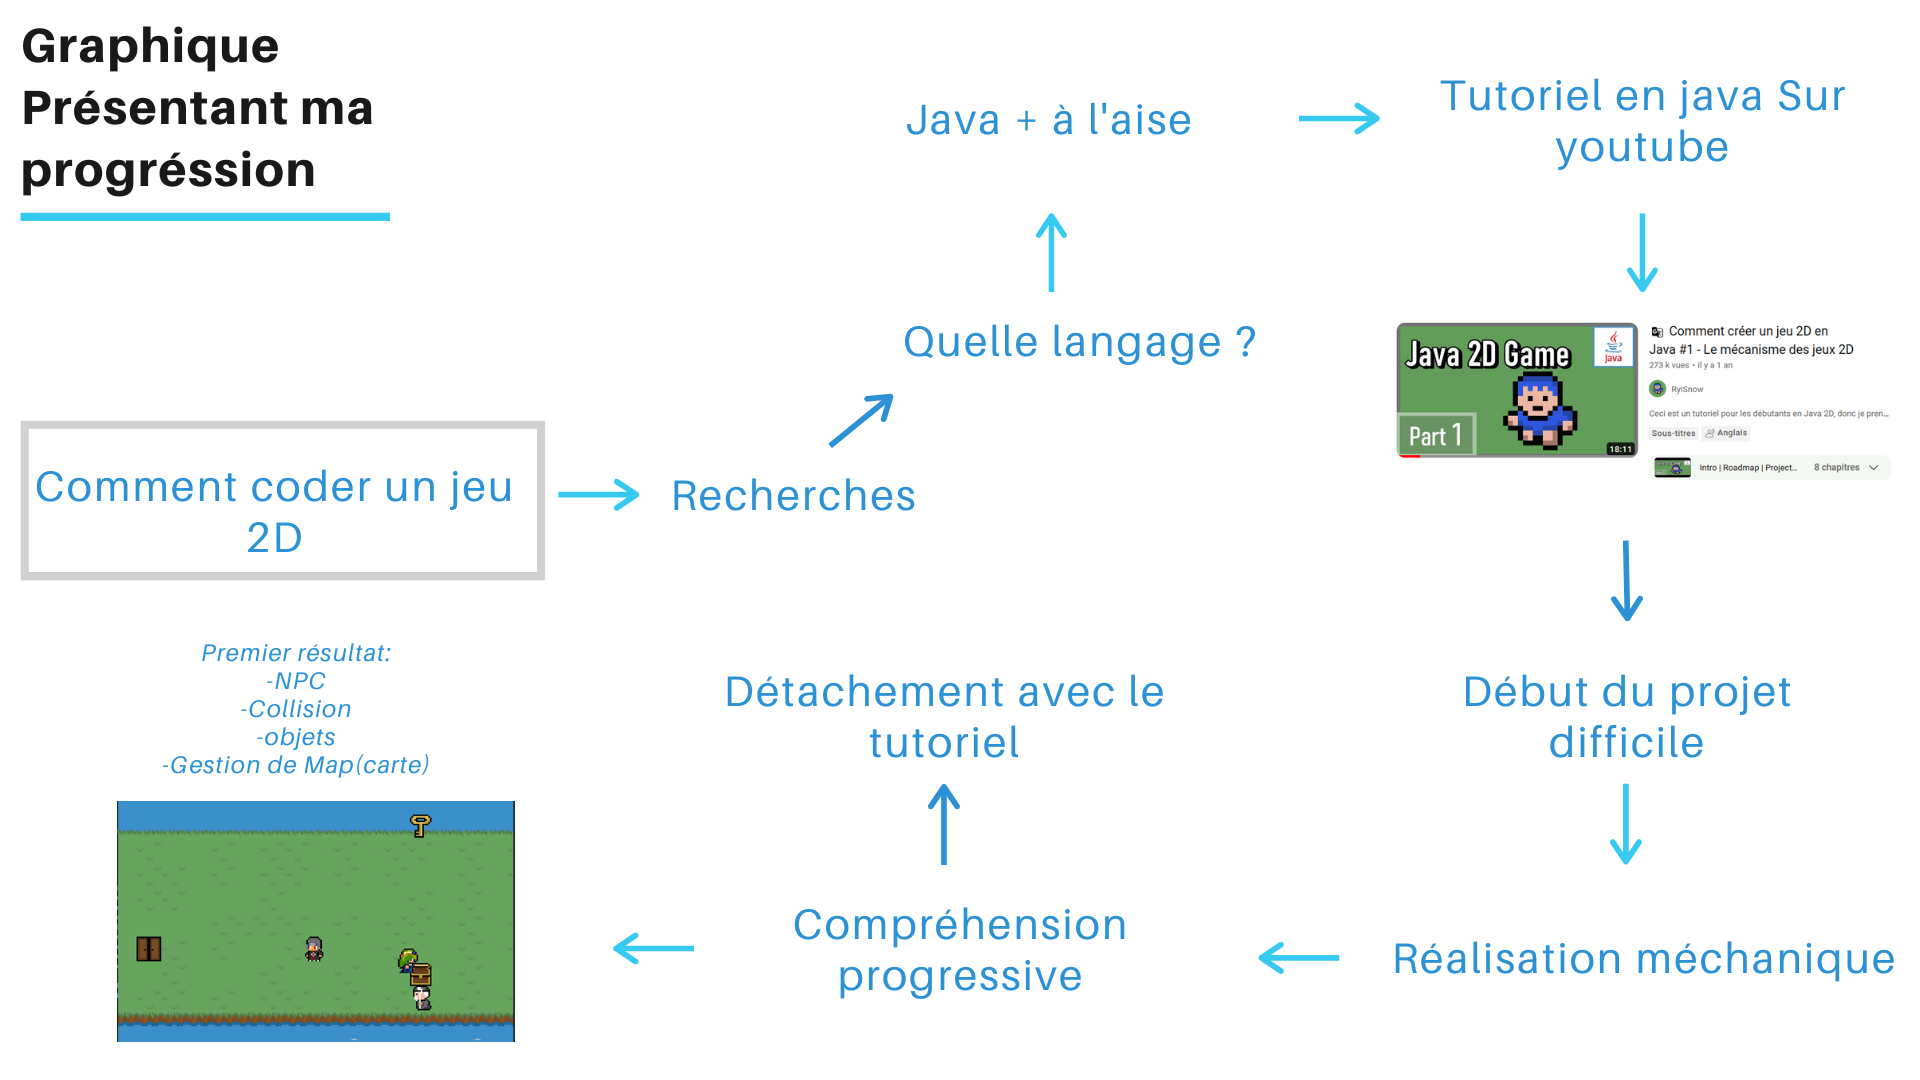 Graphique
Présentant ma
progréssion
Java + à l'aise
Tutoriel en java Sur
youtube
Quelle langage ?
Java 2D Game
Java
Part 1
18:11
Comment créer un jeu 2D en
Java #1 - Le mécanisme des jeux 2D
273 k vues • il y a 1 an
RyiSnow
Ceci est un tutoriel pour les débutants en Java 2D, donc je pren...
Sous-titres
Anglais
Intro | Roadmap | Project...
8 chapitres
Comment coder un jeu
2D
Recherches
Premier résultat:
-NPC
-Collision
-objets
-Gestion de Map(carte)
Détachement avec le
tutoriel
Début du projet
difficile
Compréhension
progressive
Réalisation méchanique